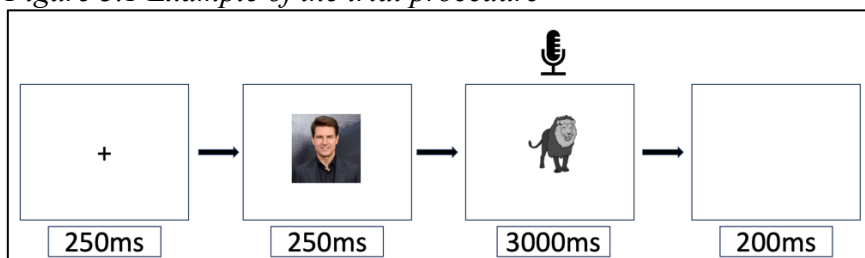 Figure 3.1 Example of the trial procedure
+
250ms
250ms
3000ms
200ms